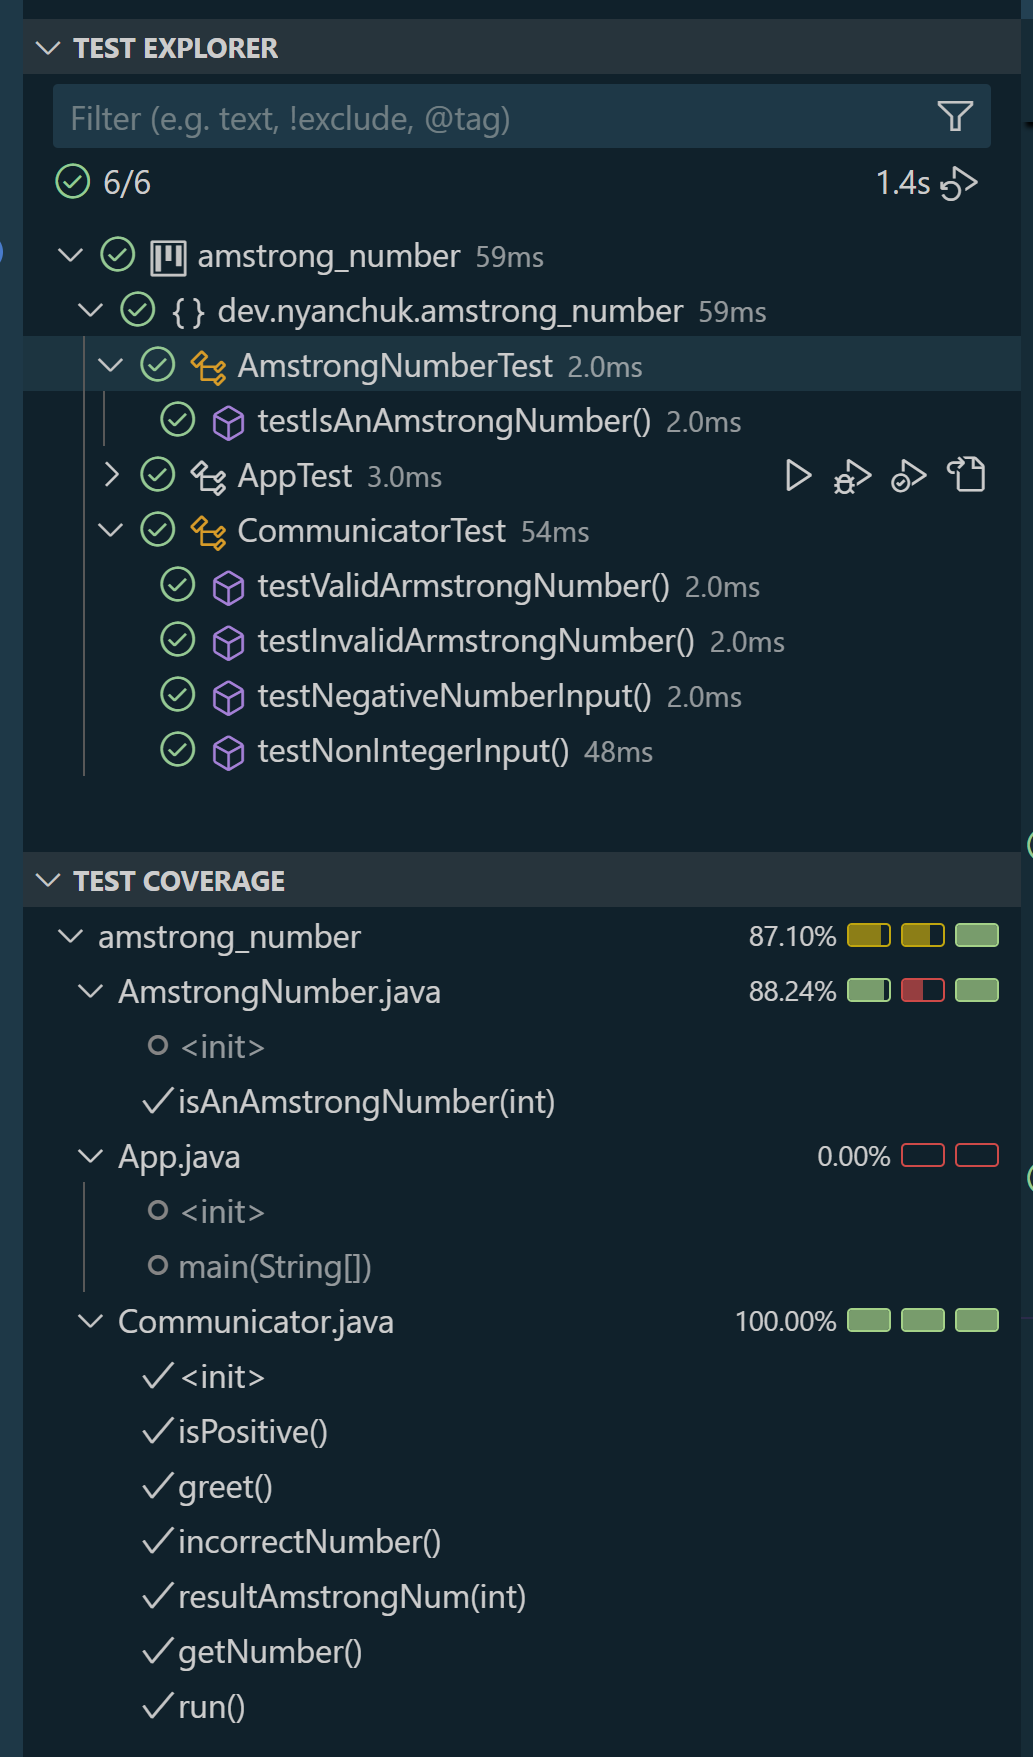 TEST EXPLORER
Filter (e.g. text, !exclude, @tag)
6/6 1.4s
amstrong_number 59ms
{ } dev.nyanchuk.amstrong_number 59ms
AmstrongNumberTest 2.0ms
testIsAnAmstrongNumber() 2.0ms
AppTest 3.0ms
CommunicatorTest 54ms
testValidArmstrongNumber() 2.0ms
testInvalidArmstrongNumber() 2.0ms
testNegativeNumberInput() 2.0ms
testNonIntegerInput() 48ms
TEST COVERAGE
amstrong_number 87.10%
AmstrongNumber.java 88.24%
<init>
isAnAmstrongNumber(int)
App.java 0.00%
<init>
main(String[])
Communicator.java 100.00%
<init>
isPositive()
greet()
incorrectNumber()
resultAmstrongNum(int)
getNumber()
run()